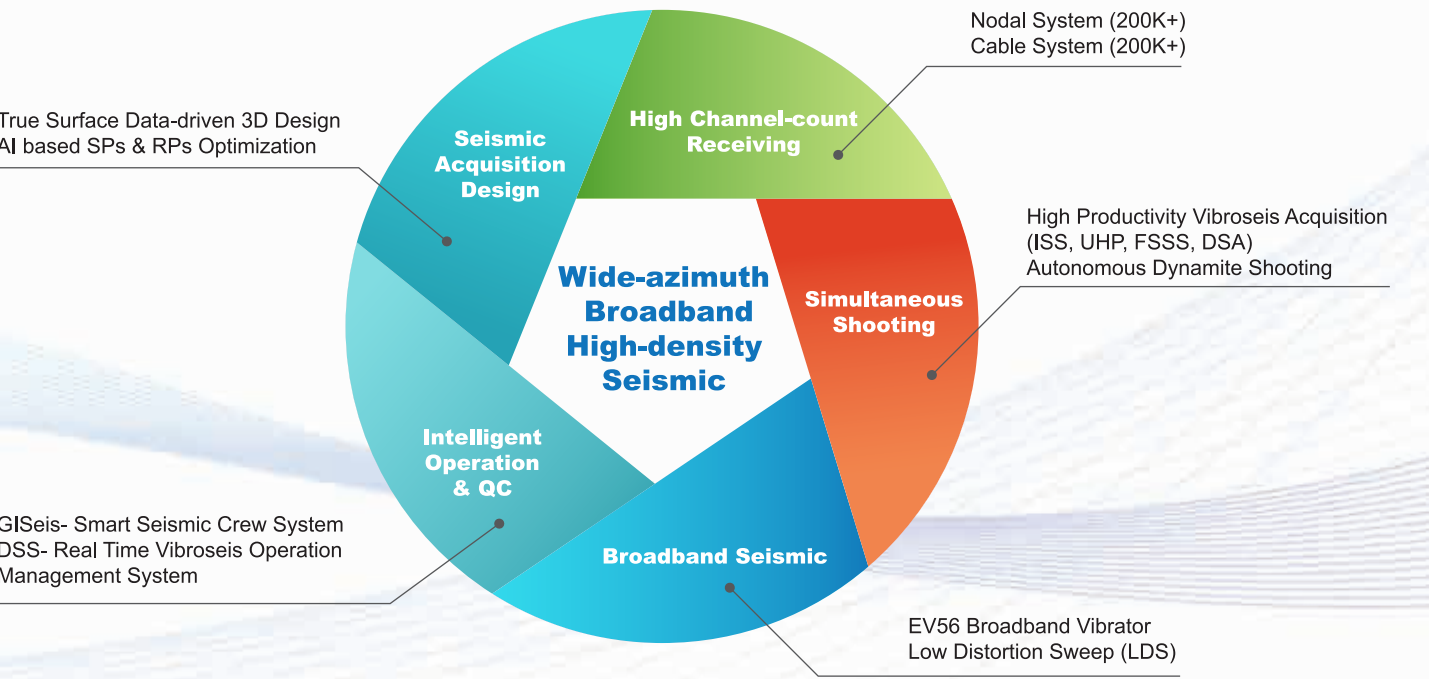 Nodal System (200K+)
Cable System (200K+)
High Channel-count
Receiving
True Surface Data-driven 3D Design
AI based SPs & RPs Optimization
Seismic
Acquisition
Design
High Productivity Vibroseis Acquisition
(ISS, UHP, FSSS, DSA)
Autonomous Dynamite Shooting
Simultaneous
Shooting
Wide-azimuth
Broadband
High-density
Seismic
Intelligent
Operation
& QC
GISeis- Smart Seismic Crew System
DSS- Real Time Vibroseis Operation
Management System
Broadband Seismic
EV56 Broadband Vibrator
Low Distortion Sweep (LDS)